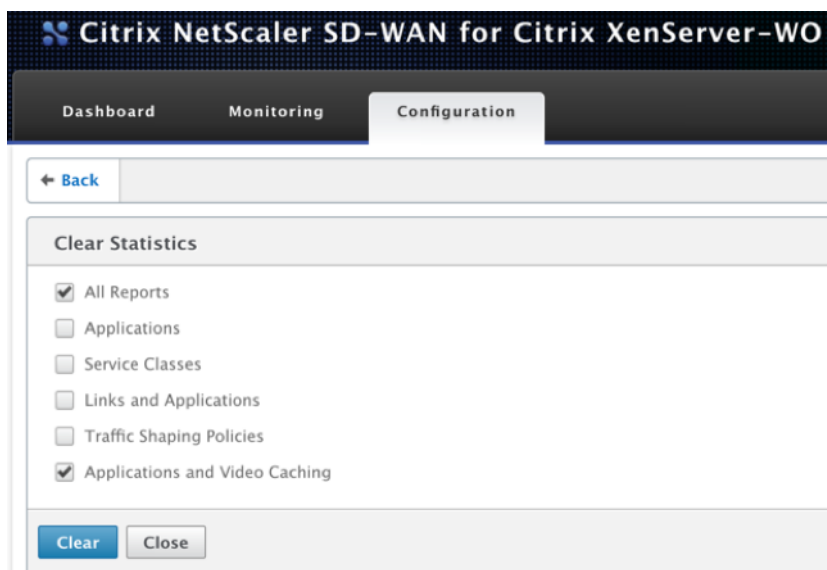 Citrix NetScaler SD-WAN for Citrix XenServer-WO
Dashboard Monitoring Configuration
Back
Clear Statistics
All Reports
Applications
Service Classes
Links and Applications
Traffic Shaping Policies
Applications and Video Caching
Clear Close